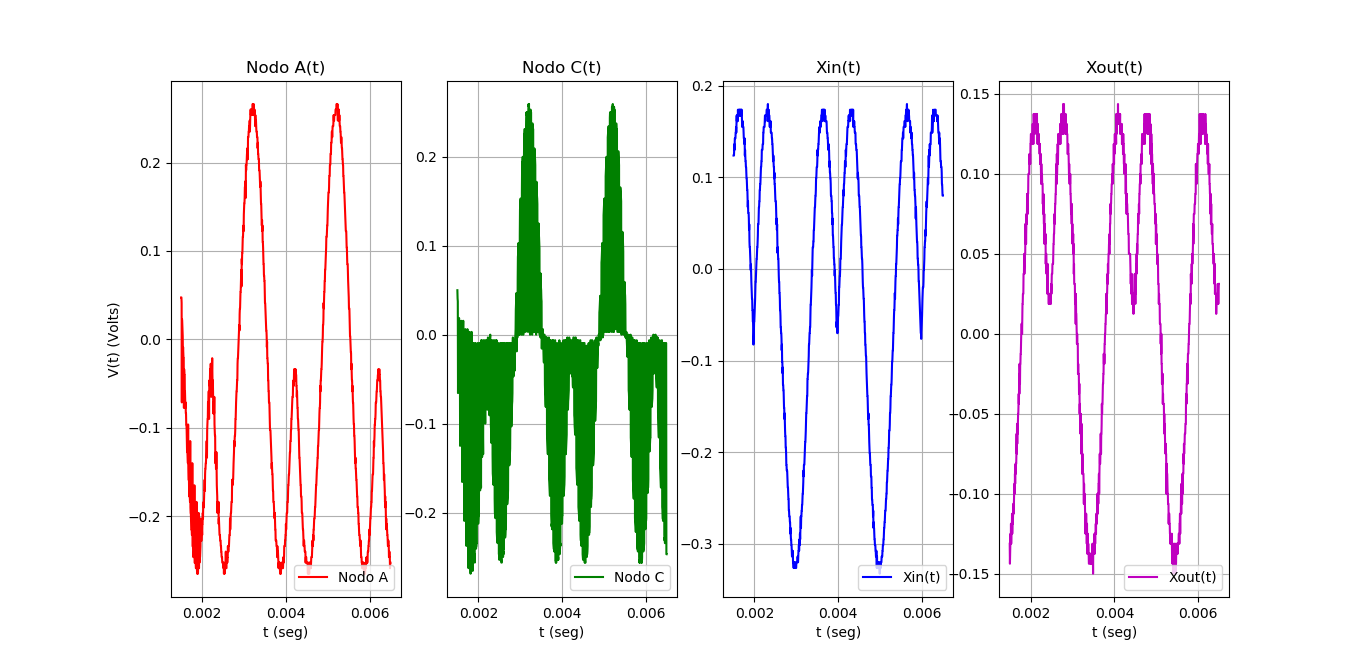 Nodo A(t)
V(t) (Volts)
0.2
0.1
0.0
−0.1
−0.2
0.002
0.004
0.006
t (seg)
Nodo A
Nodo C(t)
0.2
0.1
0.0
−0.1
−0.2
0.002
0.004
0.006
t (seg)
Nodo C
Xin(t)
0.2
0.1
0.0
−0.1
−0.2
−0.3
0.002
0.004
0.006
t (seg)
Xin(t)
Xout(t)
0.15
0.10
0.05
0.00
−0.05
−0.10
−0.15
0.002
0.004
0.006
t (seg)
Xout(t)